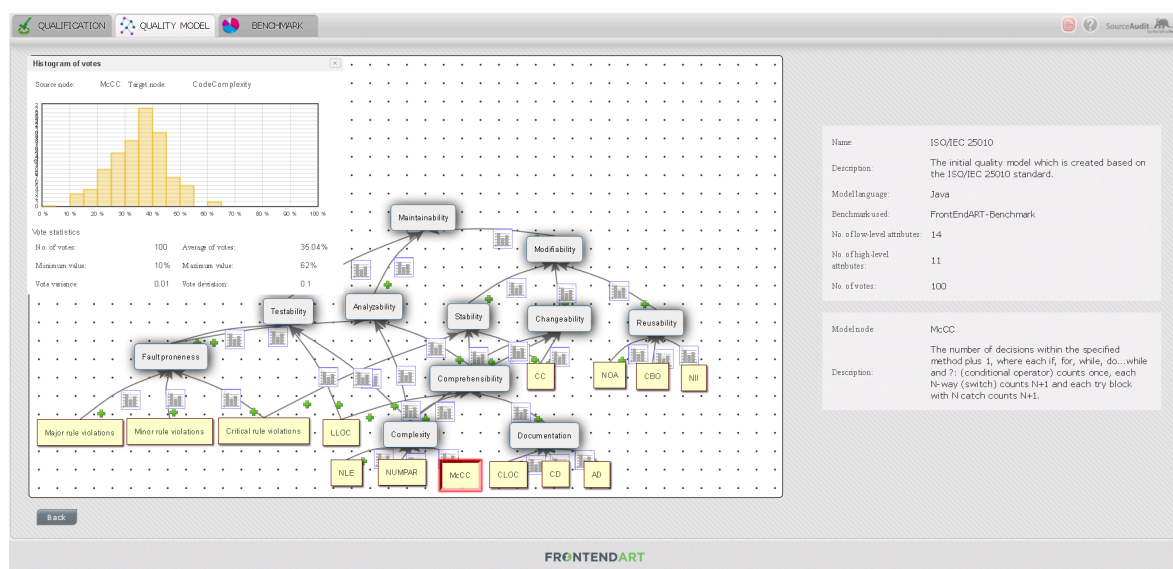 QUALIFICATION QUALITY MODEL BENCHMARK
SourceAudit
Histogram of votes
Source node: McCC Target node: CodeComplexity
0 % 10 % 20 % 30 % 40 % 50 % 60 % 70 % 80 % 90 % 100 %
Vote statistics
No. of votes: 100 Average of votes: 35.04%
Minimum value: 10% Maximum value: 62%
Vote variance: 0.01 Vote deviation: 0.1
Maintainability
Modifiability
Testability
Analyzability
Stability
Changeability
Reusability
Faultproneness
Comprehensibility
CC
NOA
CBO
NII
Major rule violations
Minor rule violations
Critical rule violations
LLOC
Complexity
Documentation
NLE
NUMPAR
McCC
CLOC
CD
AD
Name: ISO/IEC 25010
Description: The initial quality model which is created based on
the ISO/IEC 25010 standard.
Model language: Java
Benchmark used: FrontEndART-Benchmark
No. of low-level attributes: 14
No. of high-level
attributes: 11
No. of votes: 100
Model node: McCC
Description: The number of decisions within the specified
method plus 1, where each if, for, while, do...while
and ?: (conditional operator) counts once, each
N-way (switch) counts N+1 and each try block
with N catch counts N+1.
Back
FRONTENDART